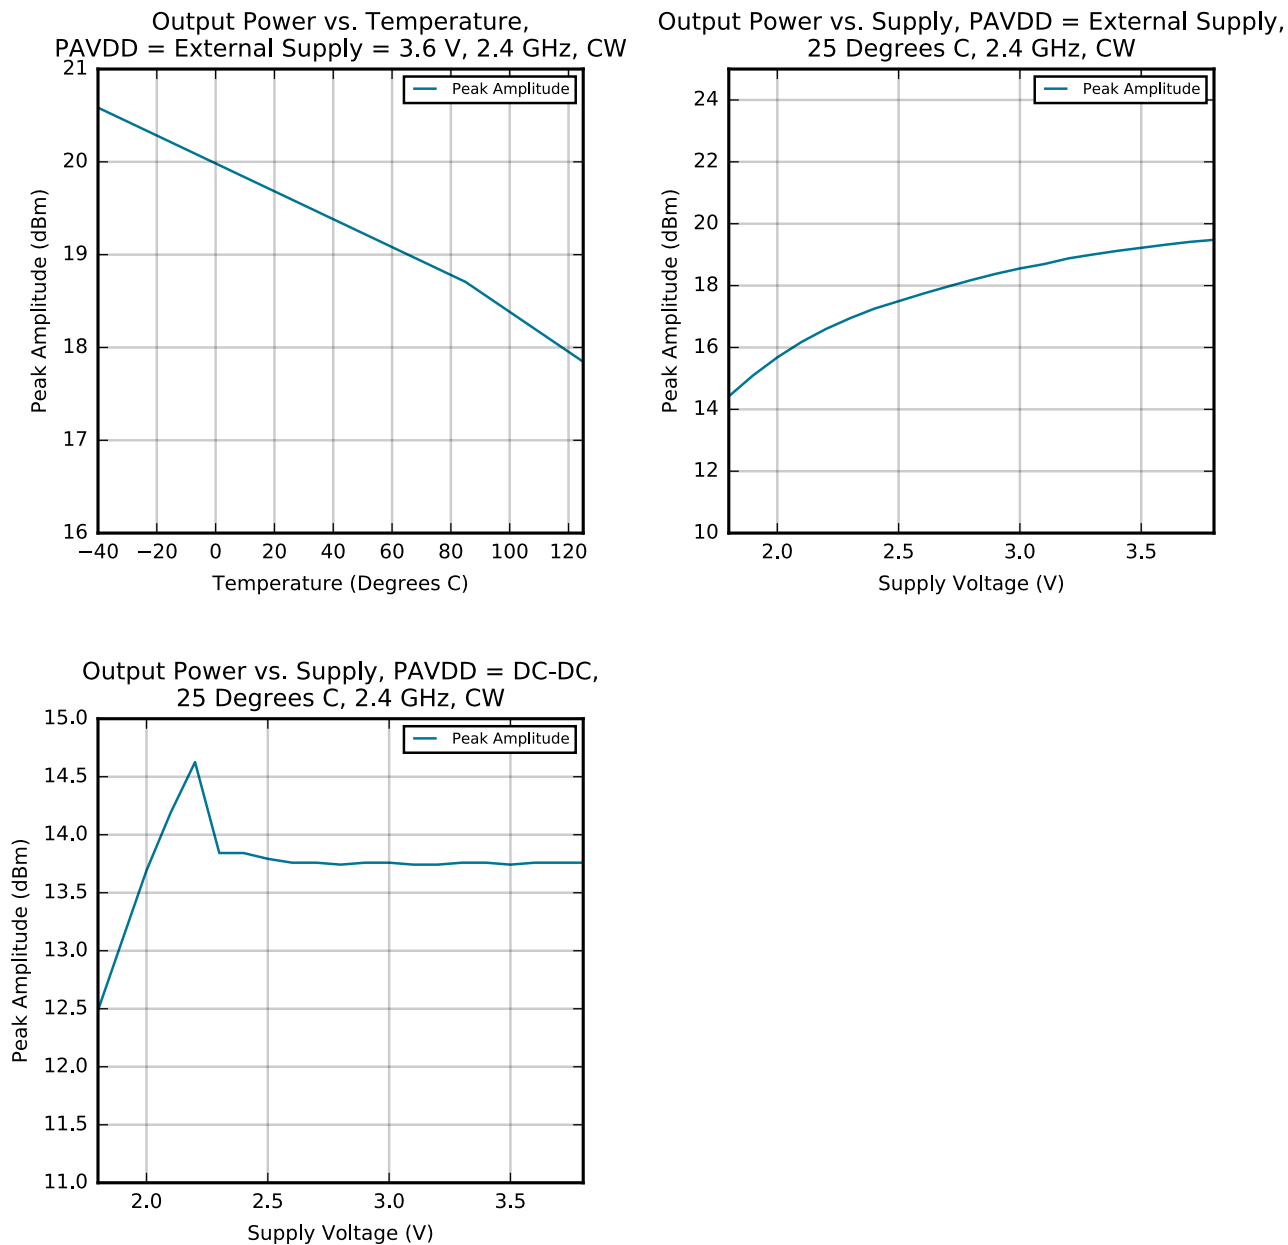 Output Power vs. Temperature,
PAVDD = External Supply = 3.6 V, 2.4 GHz, CW
Peak Amplitude
Peak Amplitude (dBm)
21
20
19
18
17
16
−40 −20 0 20 40 60 80 100 120
Temperature (Degrees C)
Output Power vs. Supply, PAVDD = External Supply,
25 Degrees C, 2.4 GHz, CW
Peak Amplitude
Peak Amplitude (dBm)
24
22
20
18
16
14
12
10
2.0 2.5 3.0 3.5
Supply Voltage (V)
Output Power vs. Supply, PAVDD = DC-DC,
25 Degrees C, 2.4 GHz, CW
Peak Amplitude
Peak Amplitude (dBm)
15.0
14.5
14.0
13.5
13.0
12.5
12.0
11.5
11.0
2.0 2.5 3.0 3.5
Supply Voltage (V)